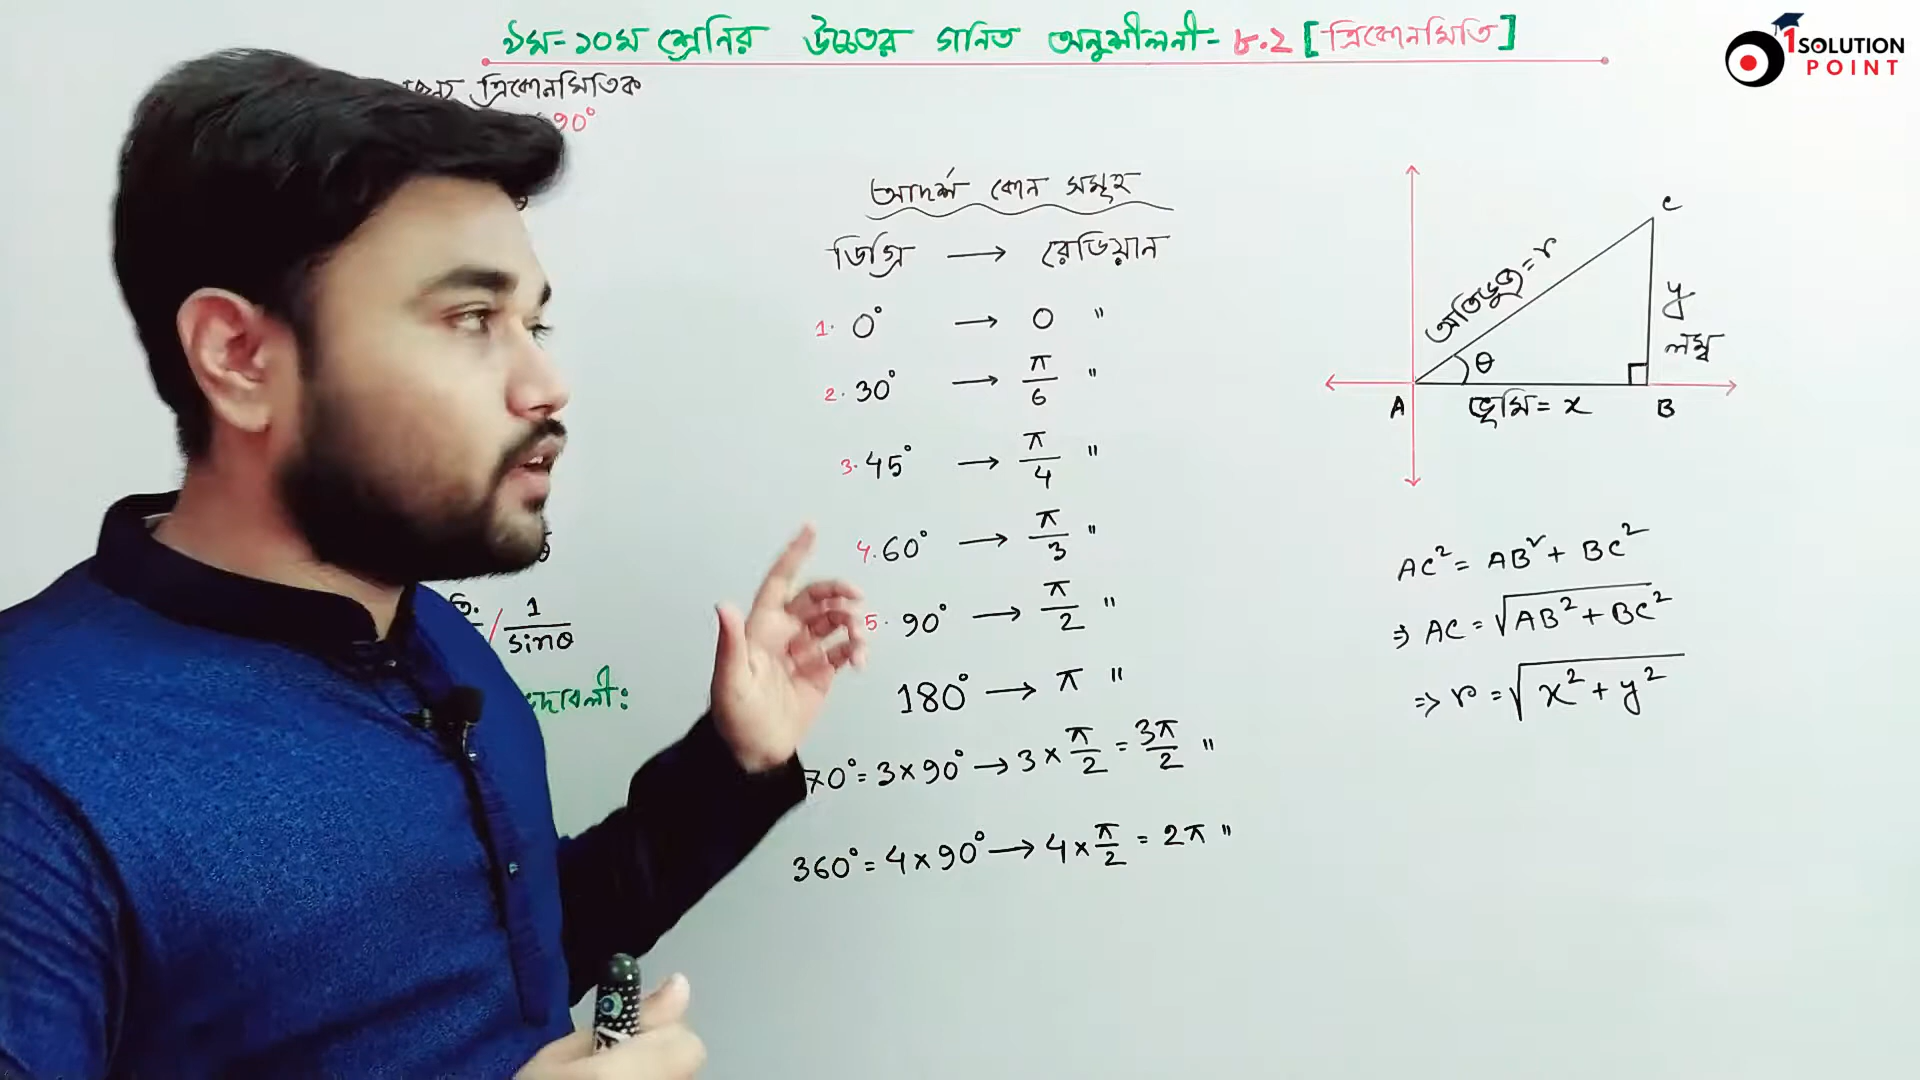 ৯ম-১০ম শ্রেনির উচ্চতর গনিত অনুশীলনী-৮.২ [ত্রিকোনমিতি]
1SOLUTION
POINT
ত্রিকোনমিতিক
90°
1
sinθ
আদর্শ কোন সমূহ
ডিগ্রি → রেডিয়ান
1. 0° → 0 "
2. 30° → π/6 "
3. 45° → π/4 "
4. 60° → π/3 "
5. 90° → π/2 "
180° → π "
70° = 3×90° → 3×π/2 = 3π/2 "
360° = 4×90° → 4×π/2 = 2π "
C
অতিভুজ = r
y
লম্ব
θ
A
ভূমি = x
B
AC² = AB² + BC²
⇒ AC = √AB² + BC²
⇒ r = √x² + y²